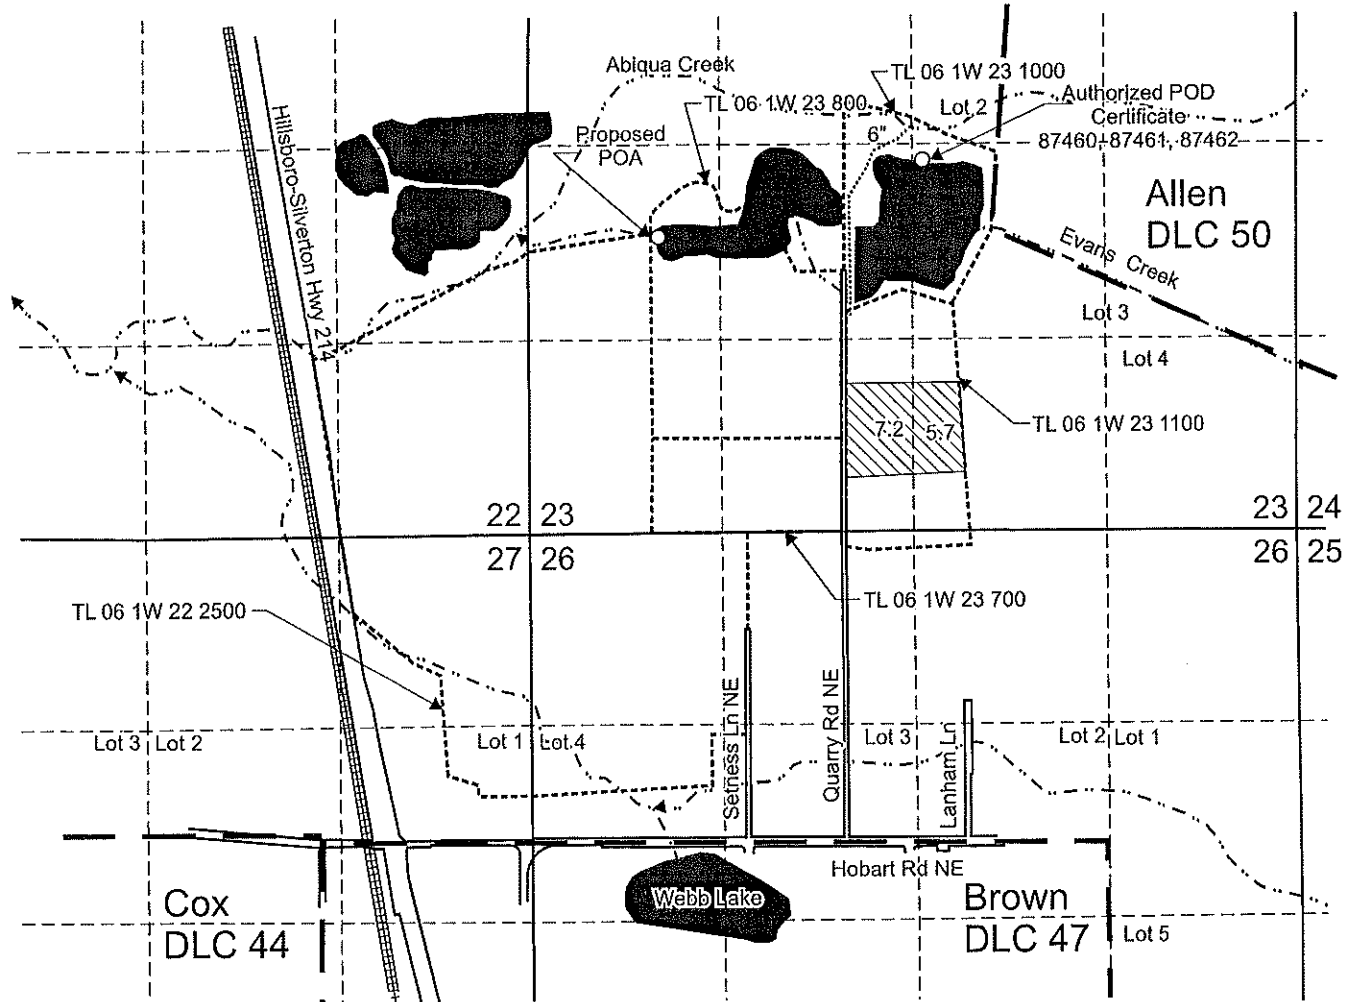 Abiqua Creek
TL 06 1W 23 1000
TL 06 1W 23 800
Lot 2
Authorized POD
Certificate
87460, 87461, 87462
Proposed
POA
6"
Hillsboro-Silverton Hwy 214
Allen
DLC 50
Evans Creek
Lot 3
Lot 4
7.2
5.7
TL 06 1W 23 1100
22
23
27
26
23
24
26
25
TL 06 1W 22 2500
TL 06 1W 23 700
Setness Ln NE
Quarry Rd NE
Lanham Ln
Lot 3
Lot 2
Lot 1
Lot 4
Lot 3
Lot 2
Lot 1
Hobart Rd NE
Webb Lake
Cox
DLC 44
Brown
DLC 47
Lot 5